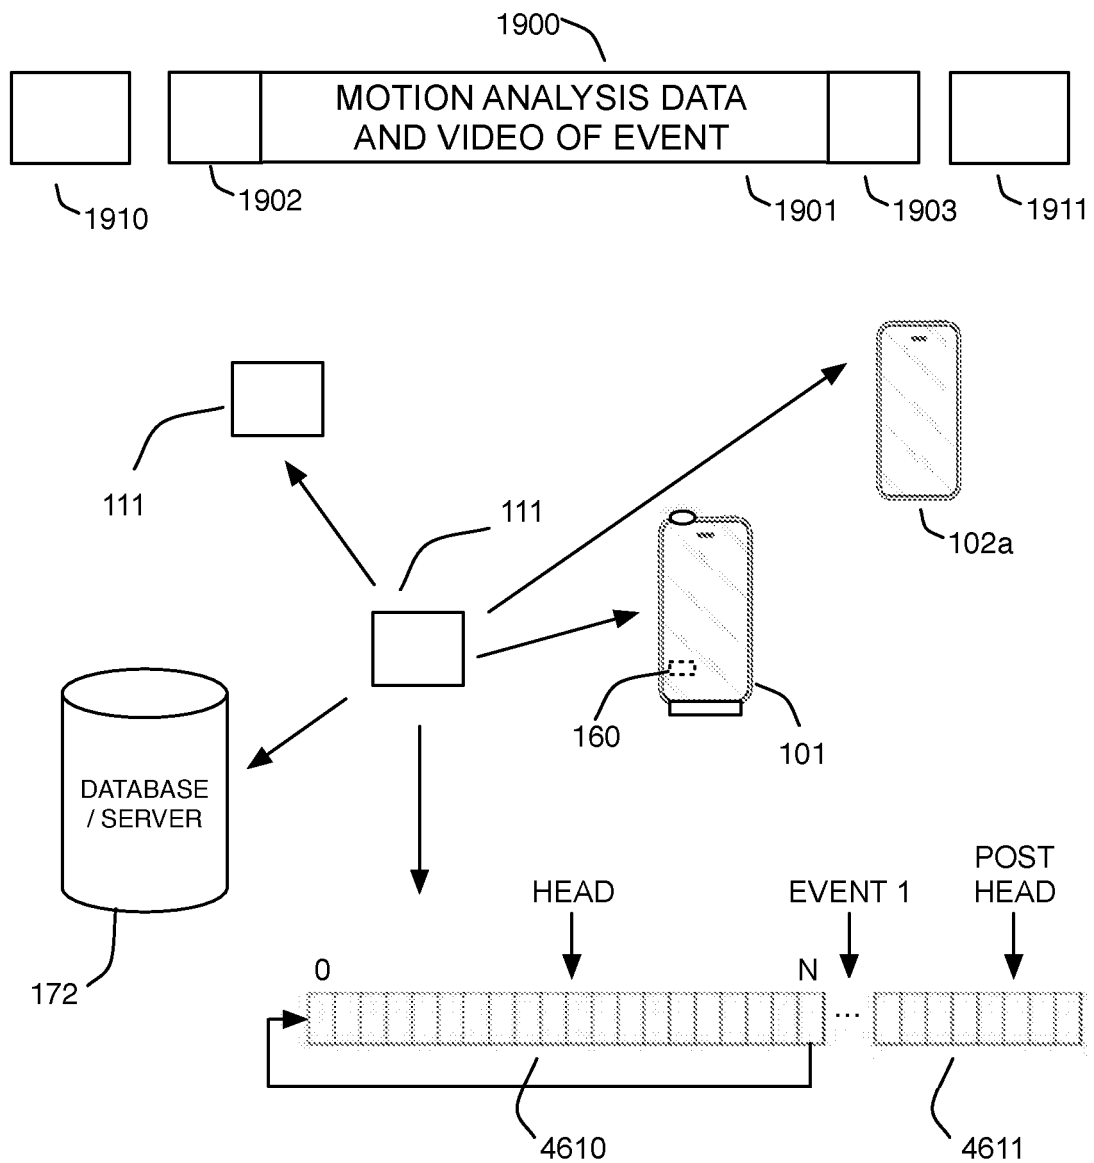 1900
MOTION ANALYSIS DATA
AND VIDEO OF EVENT
1910
1902
1901
1903
1911
111
111
102a
160
101
DATABASE
/ SERVER
172
HEAD
EVENT 1
POST
HEAD
0
N
...
4610
4611